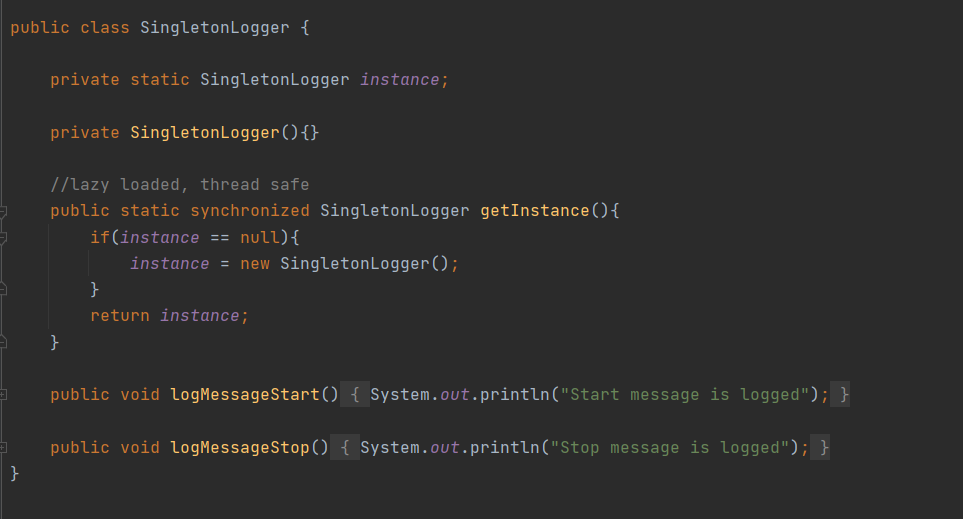 public class SingletonLogger {
private static SingletonLogger instance;
private SingletonLogger(){}
//lazy loaded, thread safe
public static synchronized SingletonLogger getInstance(){
if(instance == null){
instance = new SingletonLogger();
}
return instance;
}
public void logMessageStart() { System.out.println("Start message is logged"); }
public void logMessageStop() { System.out.println("Stop message is logged"); }
}